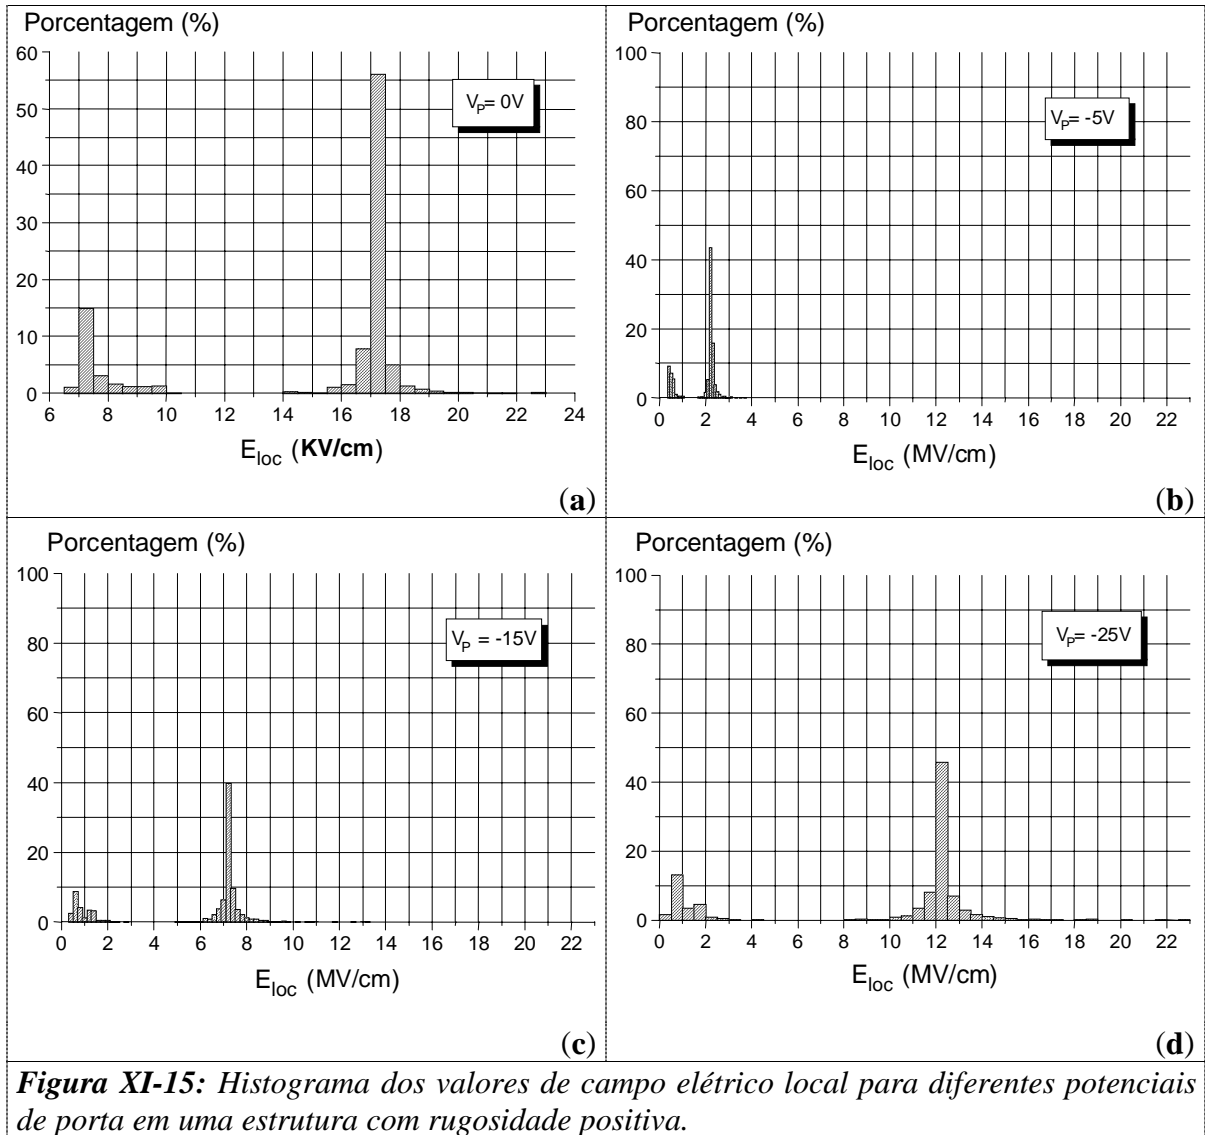 Porcentagem (%)
60
50
40
30
20
10
0
6 8 10 12 14 16 18 20 22 24
V_P= 0V
E_loc (KV/cm)
(a)
Porcentagem (%)
100
80
60
40
20
0
0 2 4 6 8 10 12 14 16 18 20 22
V_P= -5V
E_loc (MV/cm)
(b)
Porcentagem (%)
100
80
60
40
20
0
0 2 4 6 8 10 12 14 16 18 20 22
V_P = -15V
E_loc (MV/cm)
(c)
Porcentagem (%)
100
80
60
40
20
0
0 2 4 6 8 10 12 14 16 18 20 22
V_P= -25V
E_loc (MV/cm)
(d)
Figura XI-15: Histograma dos valores de campo elétrico local para diferentes potenciais
de porta em uma estrutura com rugosidade positiva.